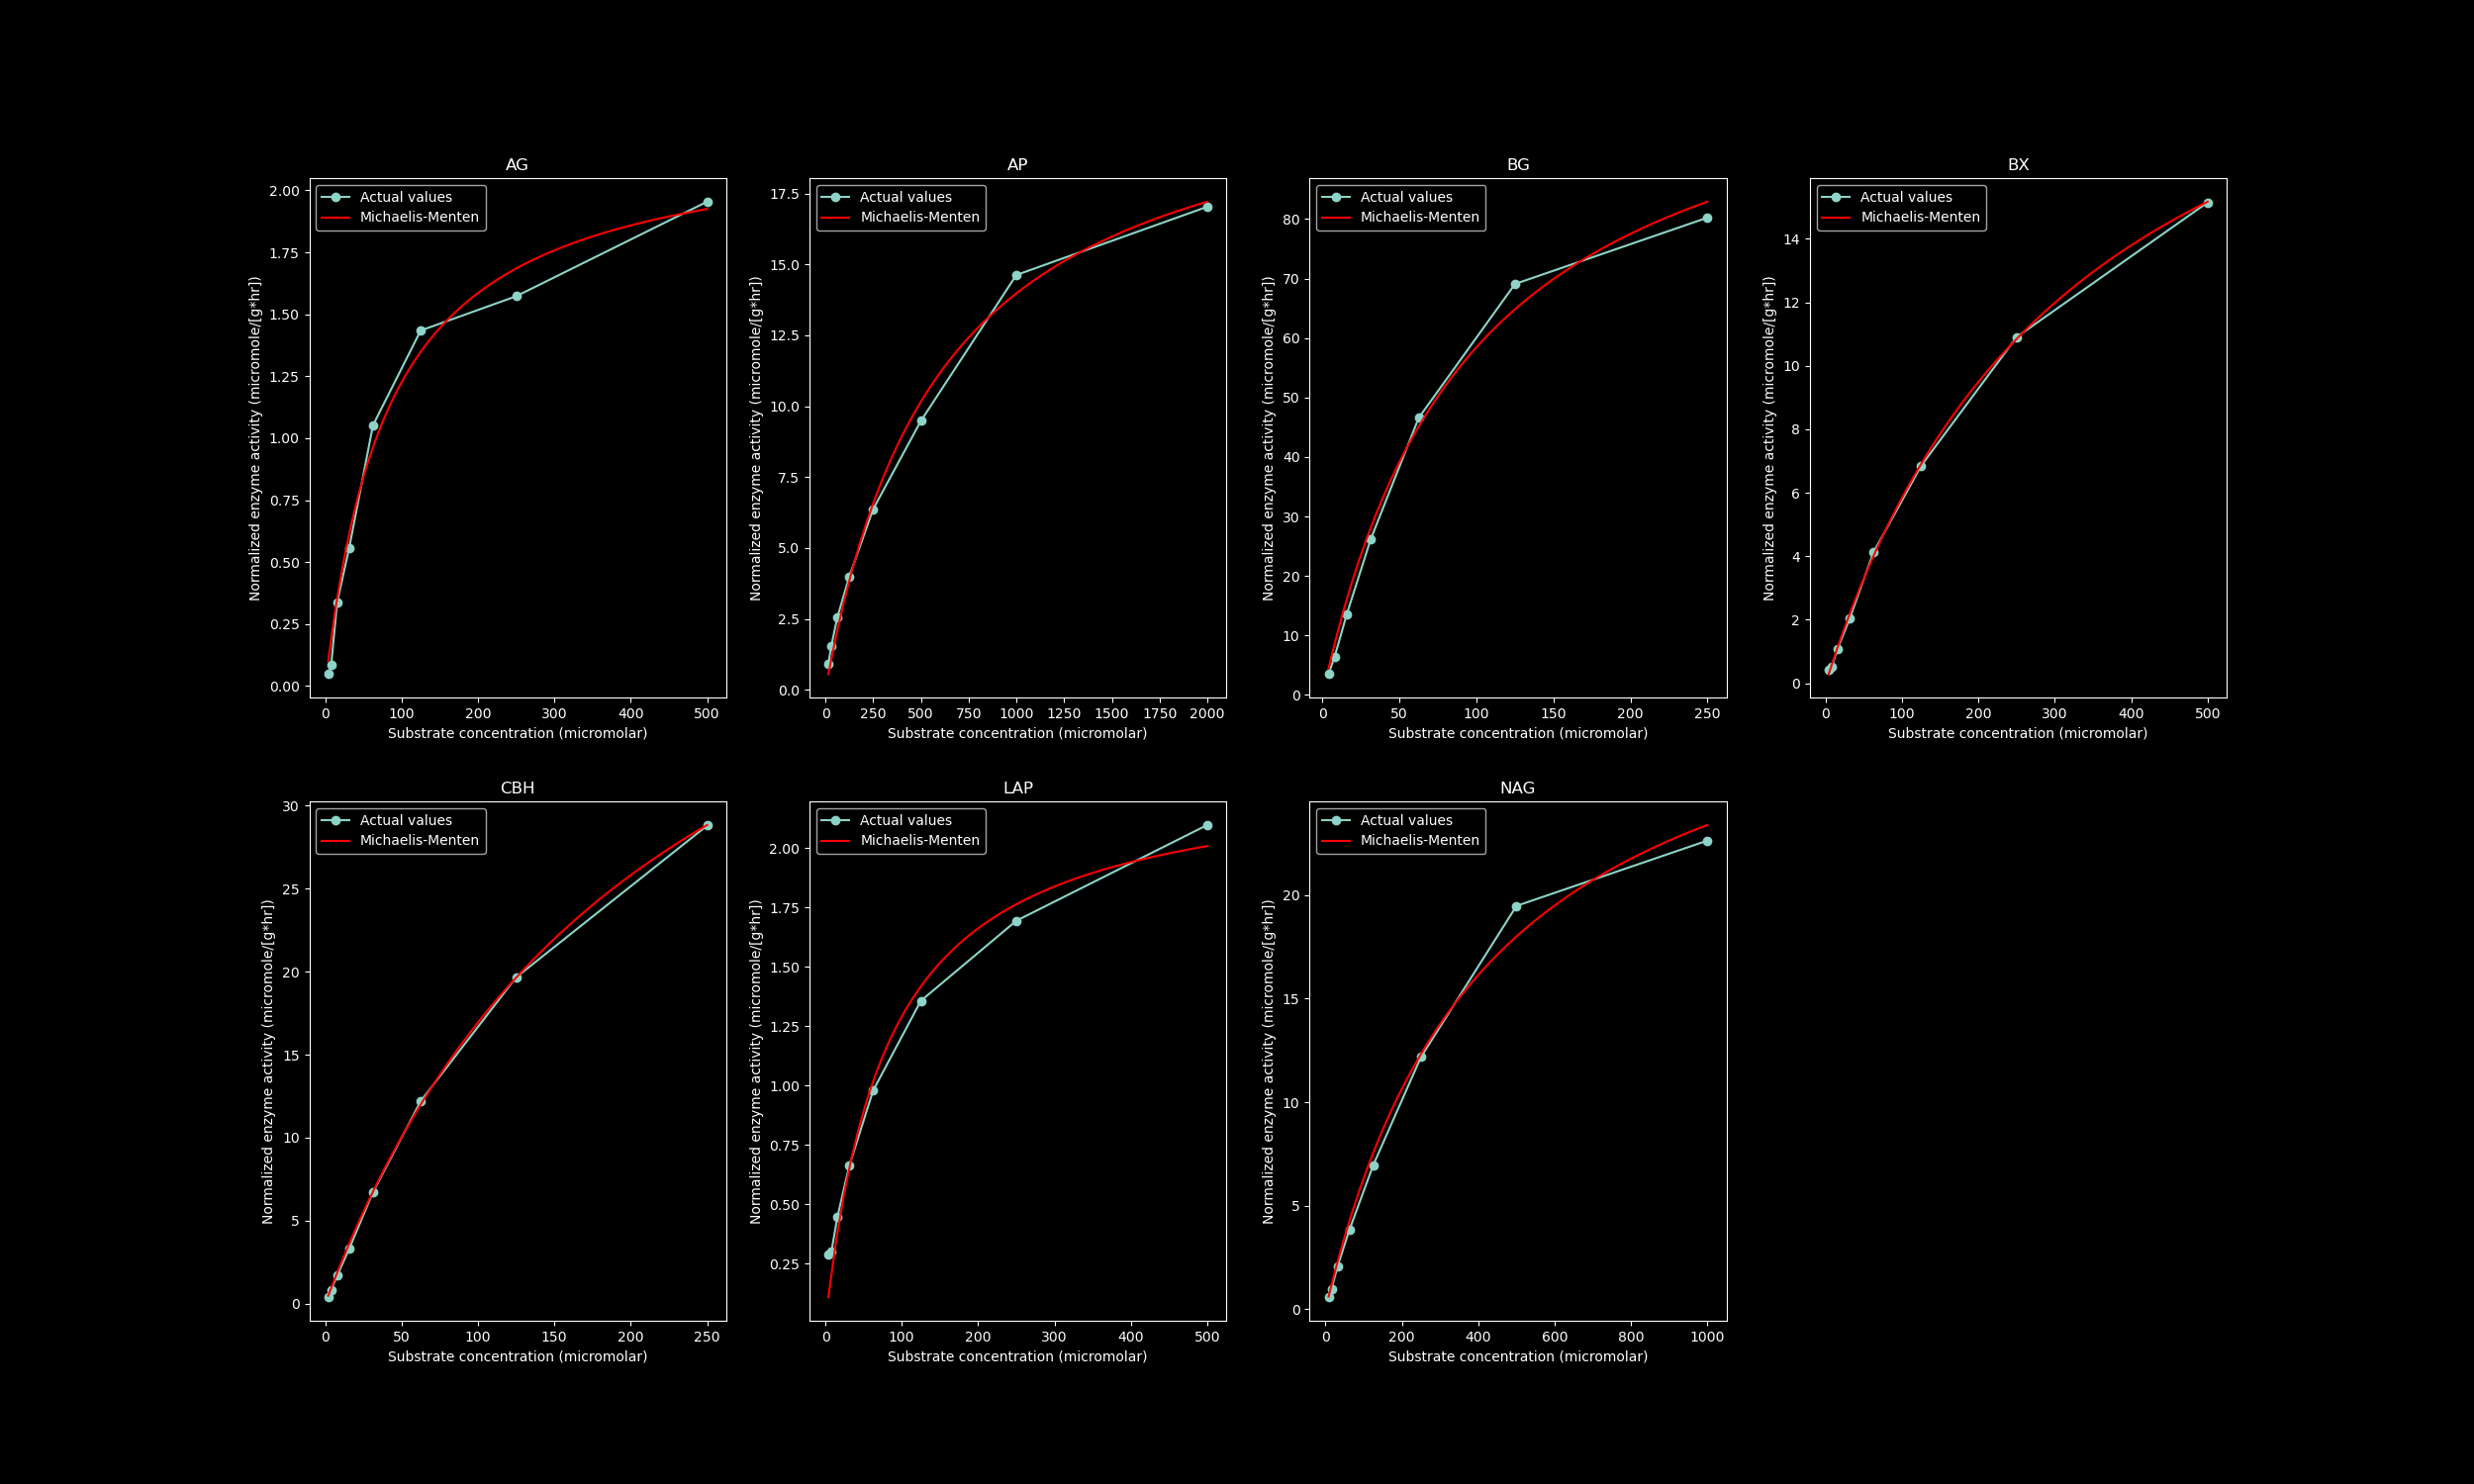 AG
Actual values
Michaelis-Menten
2.00
1.75
1.50
1.25
1.00
0.75
0.50
0.25
0.00
Normalized enzyme activity (micromole/[g*hr])
0 100 200 300 400 500
Substrate concentration (micromolar)
AP
Actual values
Michaelis-Menten
17.5
15.0
12.5
10.0
7.5
5.0
2.5
0.0
Normalized enzyme activity (micromole/[g*hr])
0 250 500 750 1000 1250 1500 1750 2000
Substrate concentration (micromolar)
BG
Actual values
Michaelis-Menten
80
70
60
50
40
30
20
10
0
Normalized enzyme activity (micromole/[g*hr])
0 50 100 150 200 250
Substrate concentration (micromolar)
BX
Actual values
Michaelis-Menten
14
12
10
8
6
4
2
0
Normalized enzyme activity (micromole/[g*hr])
0 100 200 300 400 500
Substrate concentration (micromolar)
CBH
Actual values
Michaelis-Menten
30
25
20
15
10
5
0
Normalized enzyme activity (micromole/[g*hr])
0 50 100 150 200 250
Substrate concentration (micromolar)
LAP
Actual values
Michaelis-Menten
2.00
1.75
1.50
1.25
1.00
0.75
0.50
0.25
Normalized enzyme activity (micromole/[g*hr])
0 100 200 300 400 500
Substrate concentration (micromolar)
NAG
Actual values
Michaelis-Menten
20
15
10
5
0
Normalized enzyme activity (micromole/[g*hr])
0 200 400 600 800 1000
Substrate concentration (micromolar)